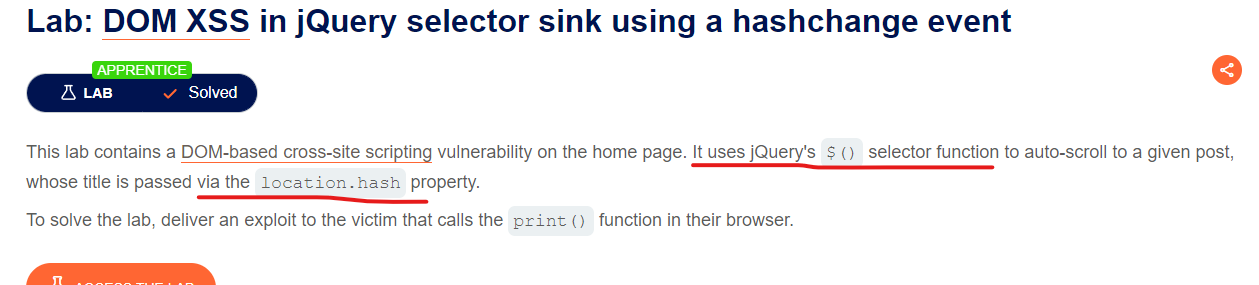 Lab: DOM XSS in jQuery selector sink using a hashchange event
APPRENTICE
LAB Solved
This lab contains a DOM-based cross-site scripting vulnerability on the home page. It uses jQuery's $() selector function to auto-scroll to a given post,
whose title is passed via the location.hash property.
To solve the lab, deliver an exploit to the victim that calls the print() function in their browser.
ACCESS THE LAB